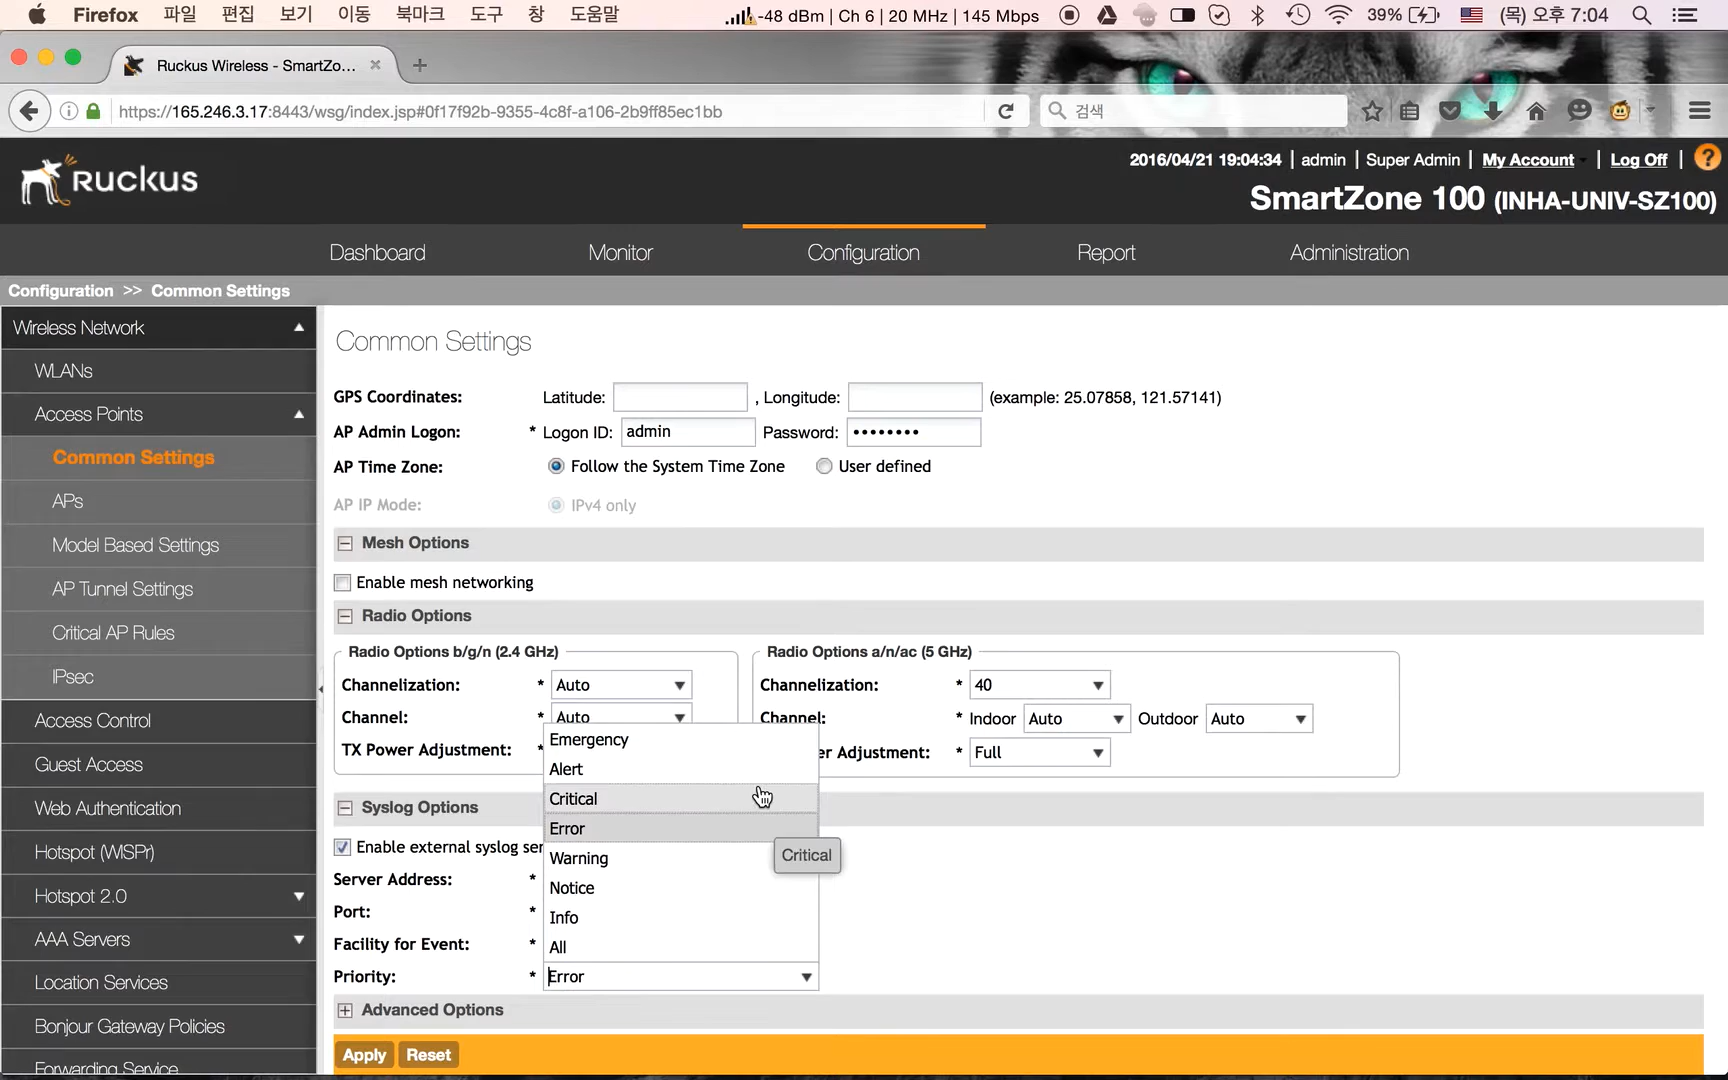 Firefox 파일 편집 보기 이동 북마크 도구 창 도움말 -48 dBm | Ch 6 | 20 MHz | 145 Mbps 39% (목) 오후 7:04
Ruckus Wireless - SmartZo...
https://165.246.3.17:8443/wsg/index.jsp#0f17f92b-9355-4c8f-a106-2b9ff85ec1bb 검색
Ruckus
2016/04/21 19:04:34 | admin | Super Admin | My Account | Log Off | ?
SmartZone 100 (INHA-UNIV-SZ100)
Dashboard Monitor Configuration Report Administration
Configuration >> Common Settings
Wireless Network
WLANs
Access Points
Common Settings
APs
Model Based Settings
AP Tunnel Settings
Critical AP Rules
IPsec
Access Control
Guest Access
Web Authentication
Hotspot (WISPr)
Hotspot 2.0
AAA Servers
Location Services
Bonjour Gateway Policies
Forwarding Service
Common Settings
GPS Coordinates: Latitude: , Longitude: (example: 25.07858, 121.57141)
AP Admin Logon: * Logon ID: admin Password: ••••••••
AP Time Zone: Follow the System Time Zone User defined
AP IP Mode: IPv4 only
Mesh Options
Enable mesh networking
Radio Options
Radio Options b/g/n (2.4 GHz)
Channelization: * Auto
Channel: * Auto
TX Power Adjustment: *
Radio Options a/n/ac (5 GHz)
Channelization: * 40
Channel: * Indoor Auto Outdoor Auto
er Adjustment: * Full
Syslog Options
Enable external syslog ser
Server Address: *
Port: *
Facility for Event: *
Priority: * Error
Emergency
Alert
Critical
Error
Warning
Notice
Info
All
Critical
Advanced Options
Apply Reset